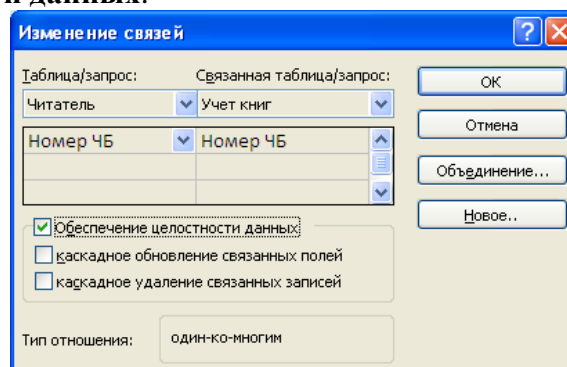 и данных.
Изменение связей
Таблица/запрос: Связанная таблица/запрос:
Читатель Учет книг
Номер ЧБ Номер ЧБ
ОК
Отмена
Объединение...
Новое..
Обеспечение целостности данных
каскадное обновление связанных полей
каскадное удаление связанных записей
Тип отношения: один-ко-многим